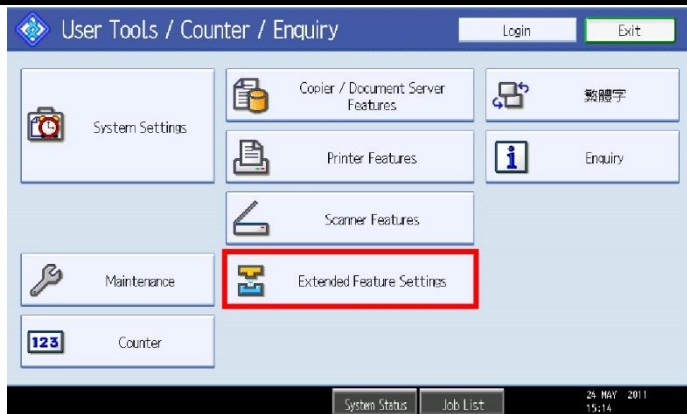 User Tools / Counter / Enquiry
Login
Exit
System Settings
Copier / Document Server
Features
繁體字
Printer Features
Enquiry
Scanner Features
Maintenance
Extended Feature Settings
123
Counter
System Status
Job List
24 MAY 2011
15:14